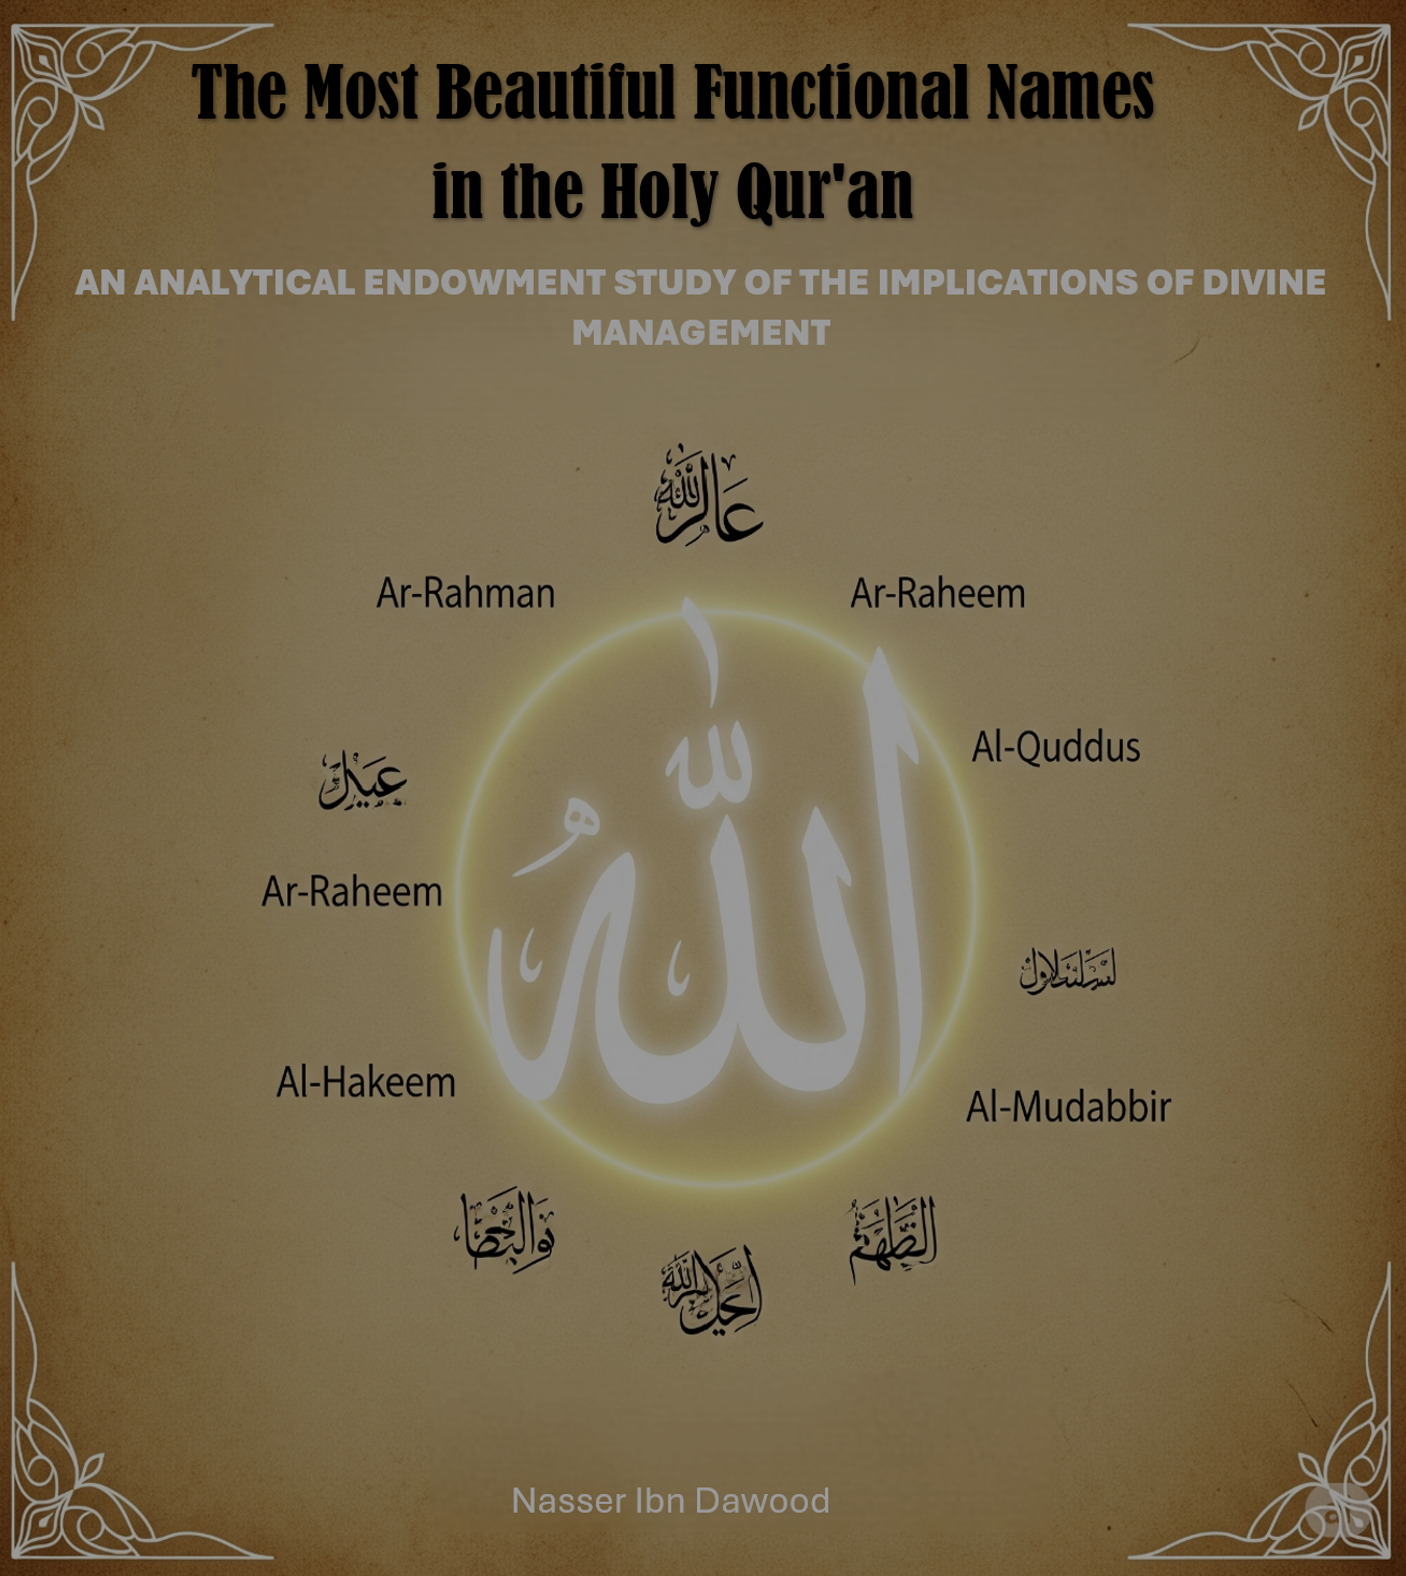 The Most Beautiful Functional Names
in the Holy Qur'an
AN ANALYTICAL ENDOWMENT STUDY OF THE IMPLICATIONS OF DIVINE
MANAGEMENT
Ar-Rahman
Ar-Raheem
Al-Quddus
Ar-Raheem
اللهُ
Al-Hakeem
Al-Mudabbir
Nasser Ibn Dawood